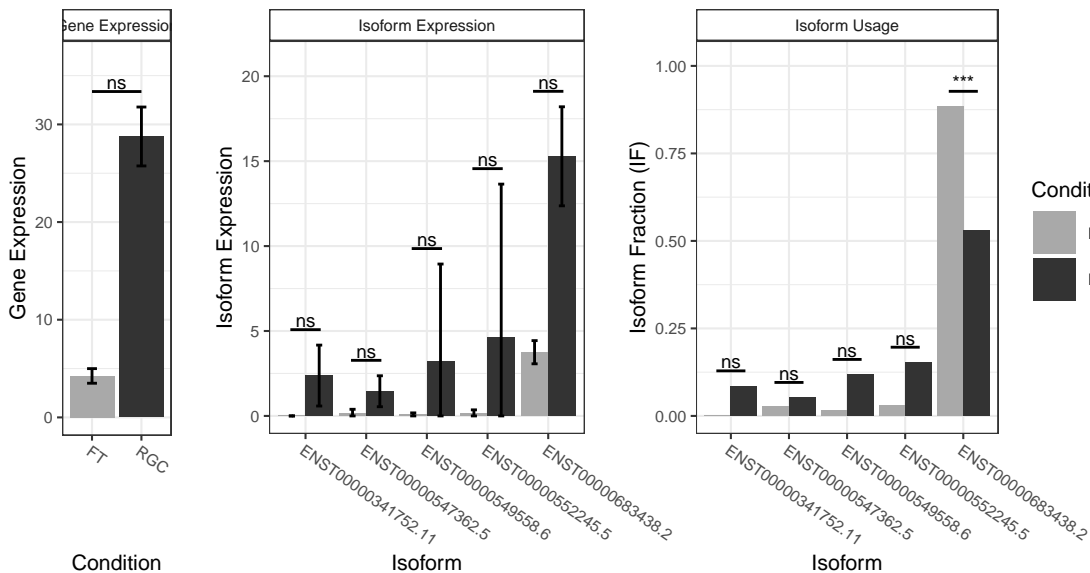 Gene Expression
Gene Expression
30
20
10
0
ns
FT
RGC
Condition
Isoform Expression
Isoform Expression
20
15
10
5
0
ns
ns
ns
ns
ns
ENST00000341752.11
ENST00000547362.5
ENST00000549558.6
ENST00000552245.5
ENST00000683438.2
Isoform
Isoform Usage
Isoform Fraction (IF)
1.00
0.75
0.50
0.25
0.00
ns
ns
ns
ns
***
ENST00000341752.11
ENST00000547362.5
ENST00000549558.6
ENST00000552245.5
ENST00000683438.2
Isoform
Condit